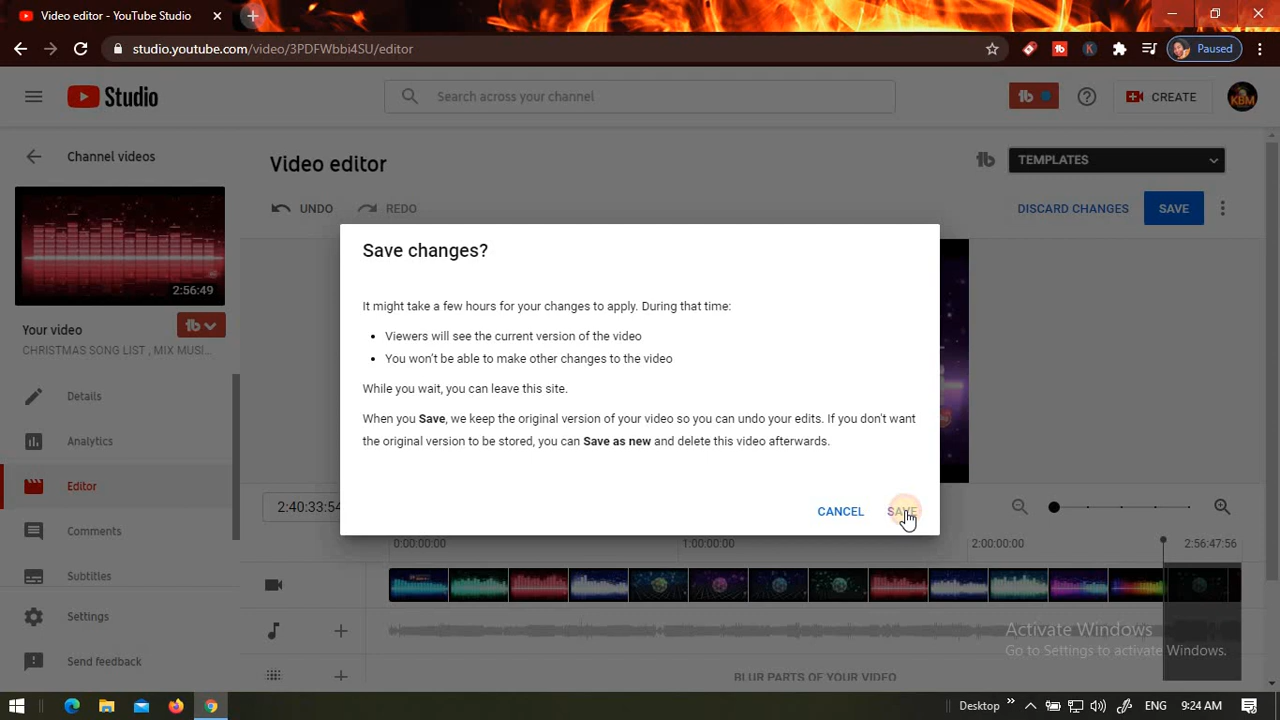 Video editor - YouTube Studio
studio.youtube.com/video/3PDFWbbi4SU/editor
K
Paused
Studio
Search across your channel
tb
CREATE
KBM
Channel videos
Video editor
tb
TEMPLATES
UNDO
REDO
DISCARD CHANGES
SAVE
2:56:49
Your video
tb
CHRISTMAS SONG LIST , MIX MUSI...
Details
Analytics
Editor
Comments
Subtitles
Settings
Send feedback
Save changes?
It might take a few hours for your changes to apply. During that time:
• Viewers will see the current version of the video
• You won't be able to make other changes to the video
While you wait, you can leave this site.
When you Save, we keep the original version of your video so you can undo your edits. If you don't want
the original version to be stored, you can Save as new and delete this video afterwards.
CANCEL
SAVE
2:40:33:54
0:00:00:00
1:00:00:00
2:00:00:00
2:56:47:56
BLUR PARTS OF YOUR VIDEO
Activate Windows
Go to Settings to activate Windows.
Desktop
ENG
9:24 AM